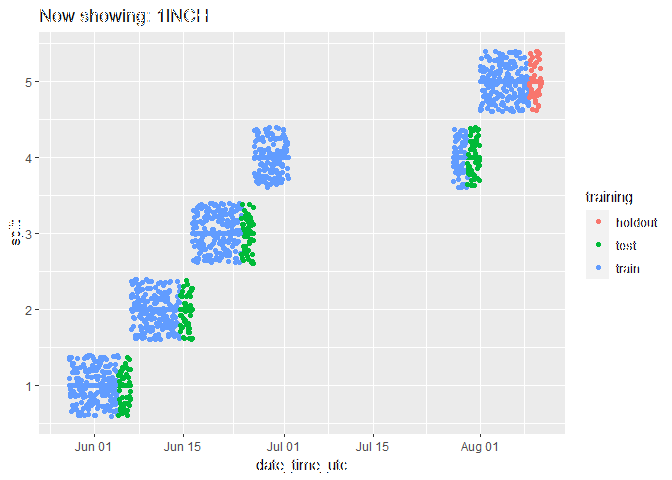 Now showing: 1INCH
5
4
3
2
1
split
Jun 01
Jun 15
Jul 01
Jul 15
Aug 01
date_time_utc
training
holdout
test
train